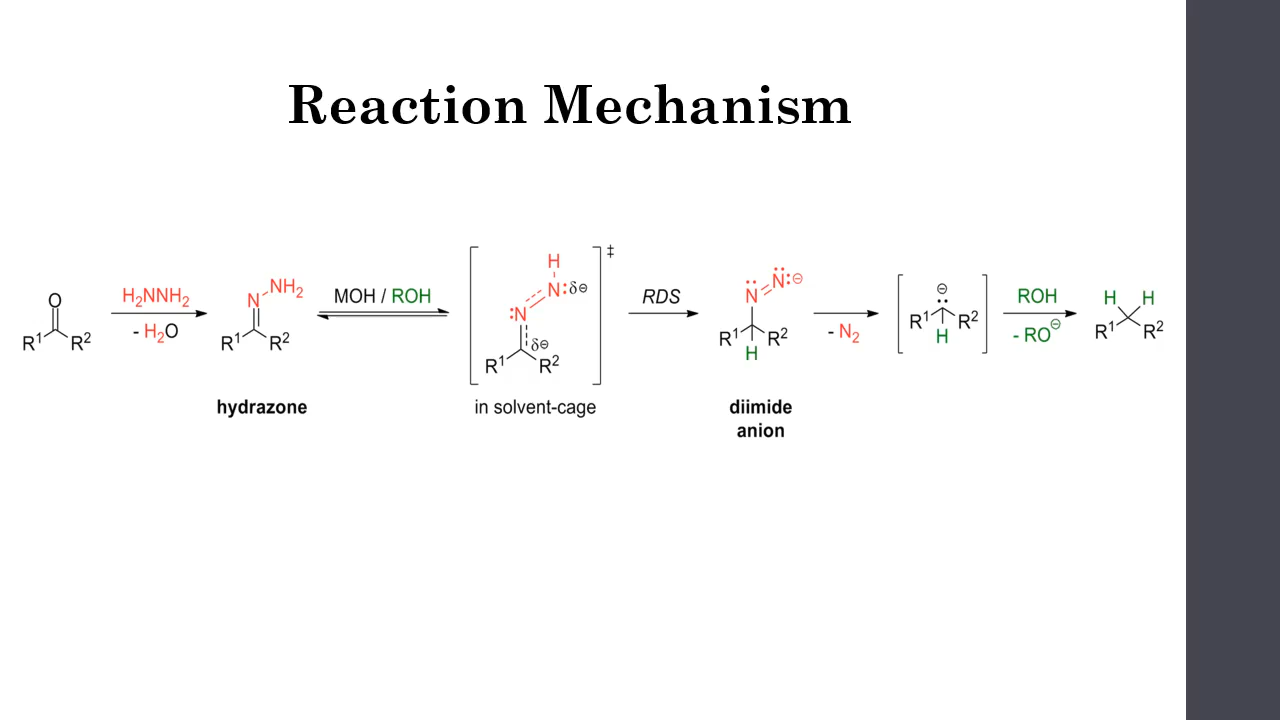 Reaction Mechanism
O
R¹ R²
H₂NNH₂
- H₂O
N NH₂
R¹ R²
hydrazone
MOH / ROH
H
:N N: δ⊖
δ⊖
R¹ R²
‡
in solvent-cage
RDS
N̈ N̈:⊖
R¹ R²
H
diimide
anion
- N₂
⊖
¨
R¹ R²
H
ROH
- RO⊖
H H
R¹ R²